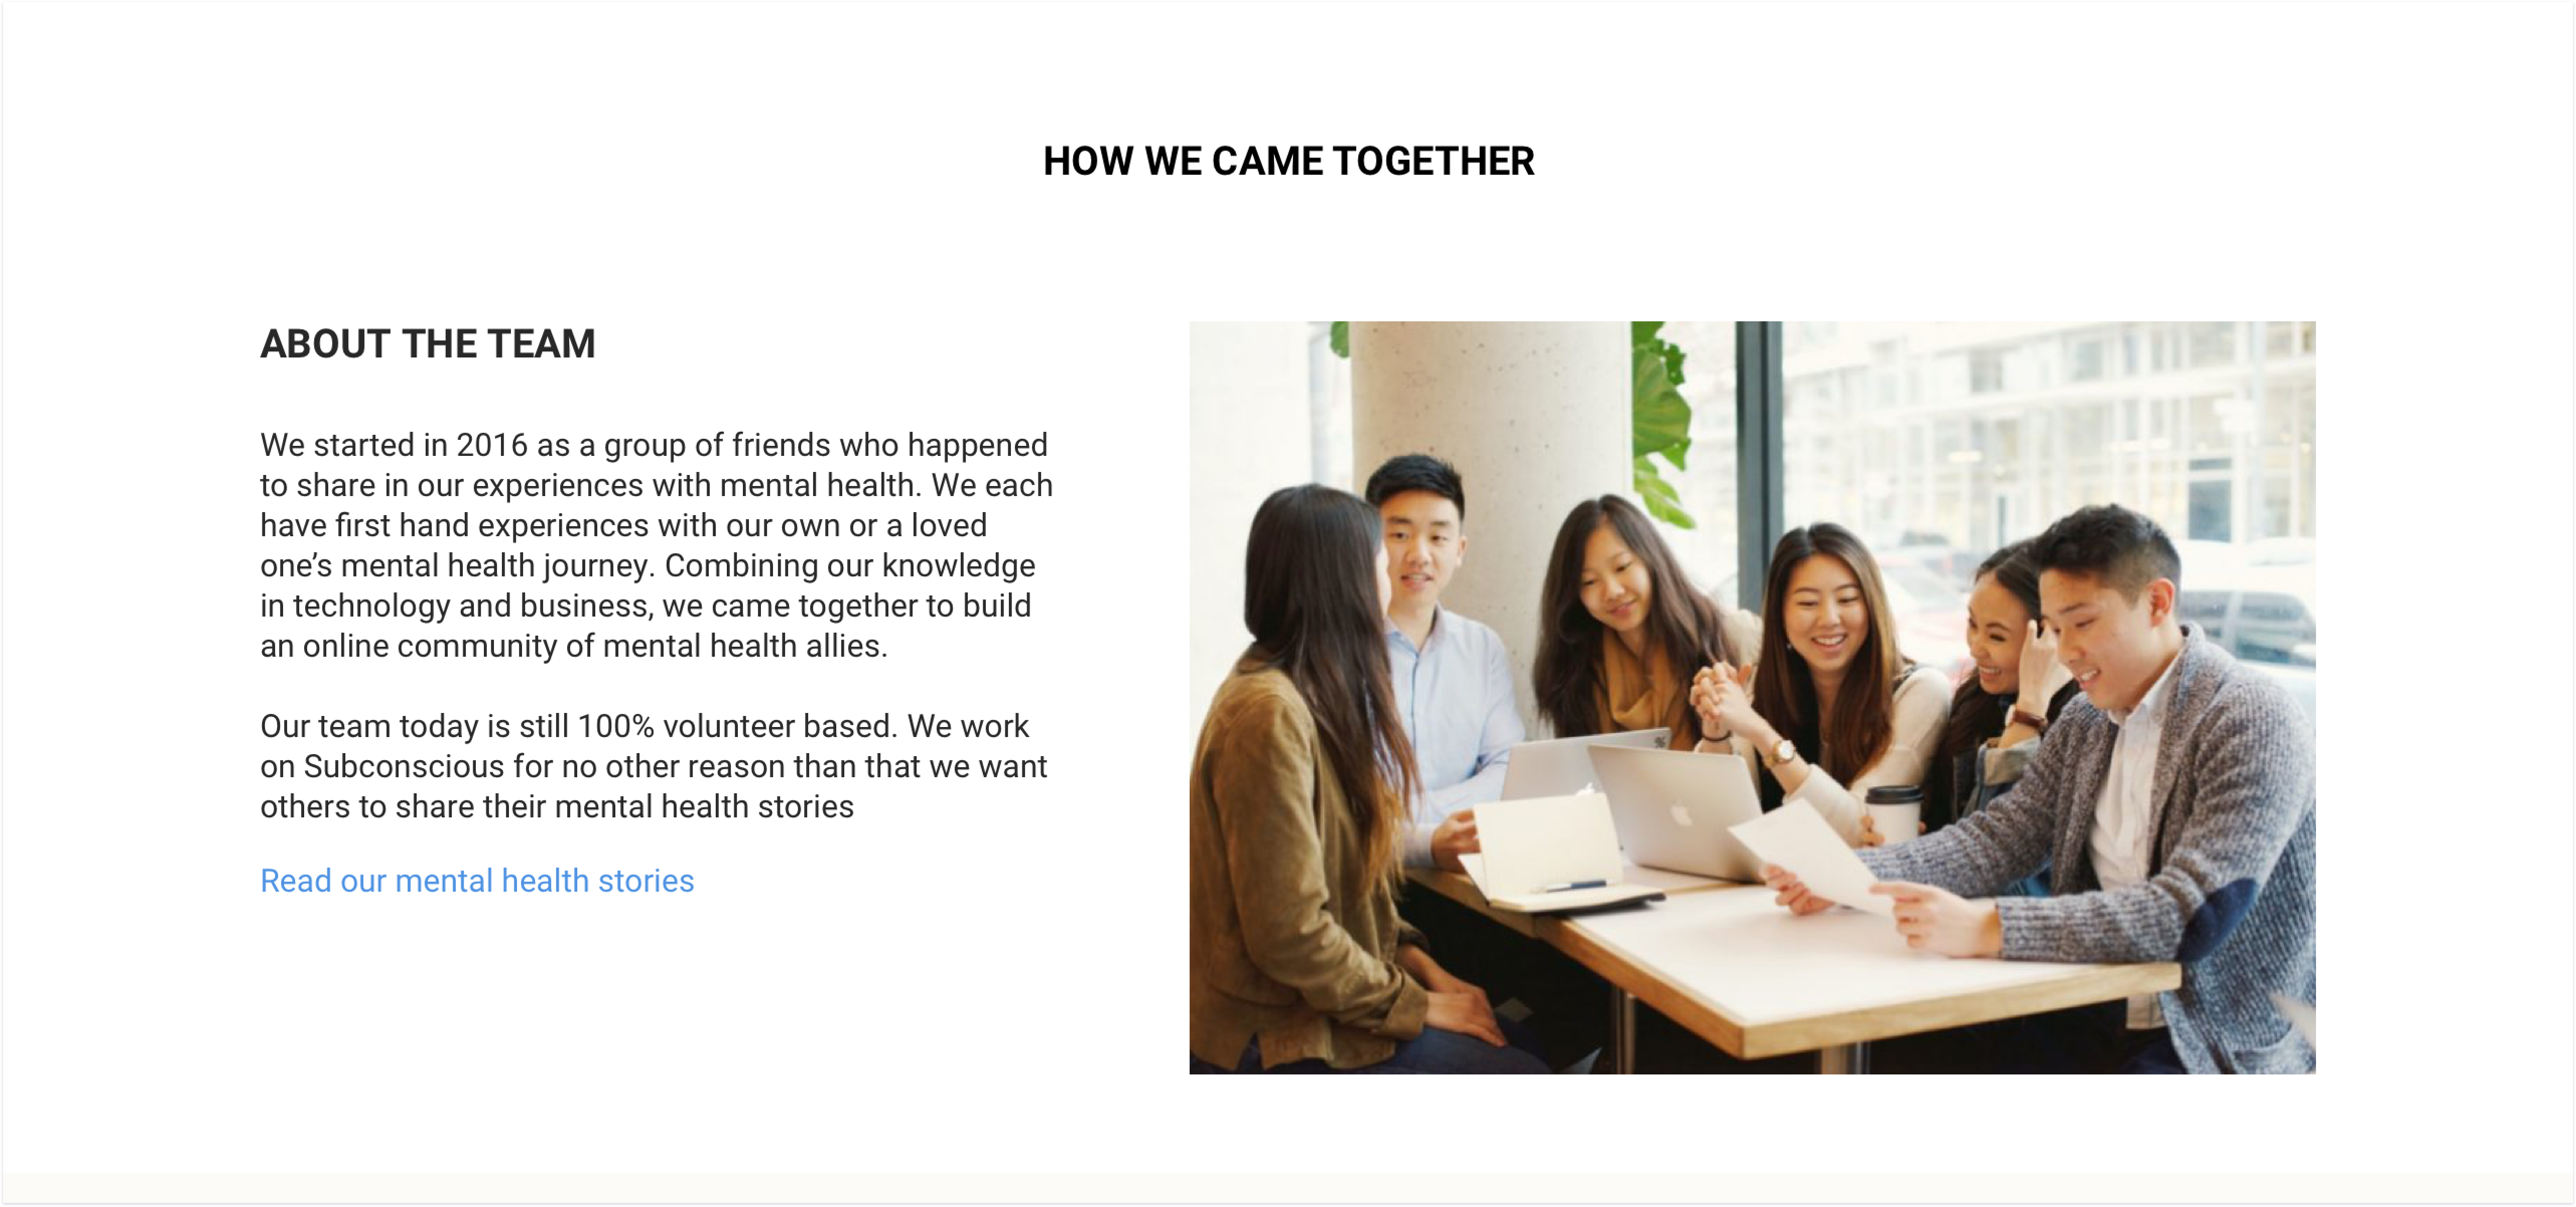 HOW WE CAME TOGETHER
ABOUT THE TEAM
We started in 2016 as a group of friends who happened
to share in our experiences with mental health. We each
have first hand experiences with our own or a loved
one’s mental health journey. Combining our knowledge
in technology and business, we came together to build
an online community of mental health allies.
Our team today is still 100% volunteer based. We work
on Subconscious for no other reason than that we want
others to share their mental health stories
Read our mental health stories